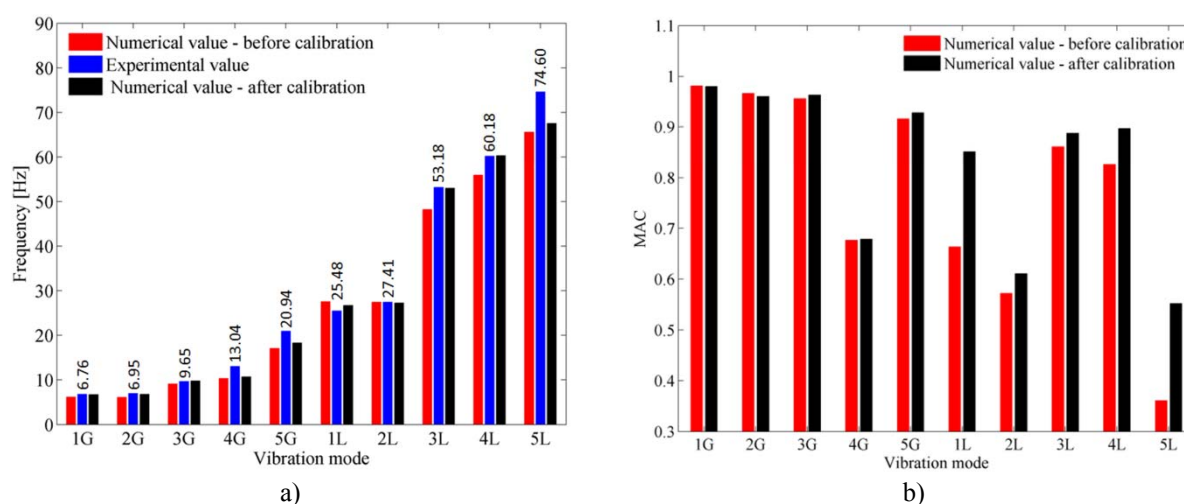 90
80
70
60
50
40
30
20
10
0
Frequency [Hz]
Numerical value - before calibration
Experimental value
Numerical value - after calibration
6.76
6.95
9.65
13.04
20.94
25.48
27.41
53.18
60.18
74.60
1G 2G 3G 4G 5G 1L 2L 3L 4L 5L
Vibration mode
a)
1.1
1
0.9
0.8
0.7
0.6
0.5
0.4
0.3
MAC
Numerical value - before calibration
Numerical value - after calibration
1G 2G 3G 4G 5G 1L 2L 3L 4L 5L
Vibration mode
b)